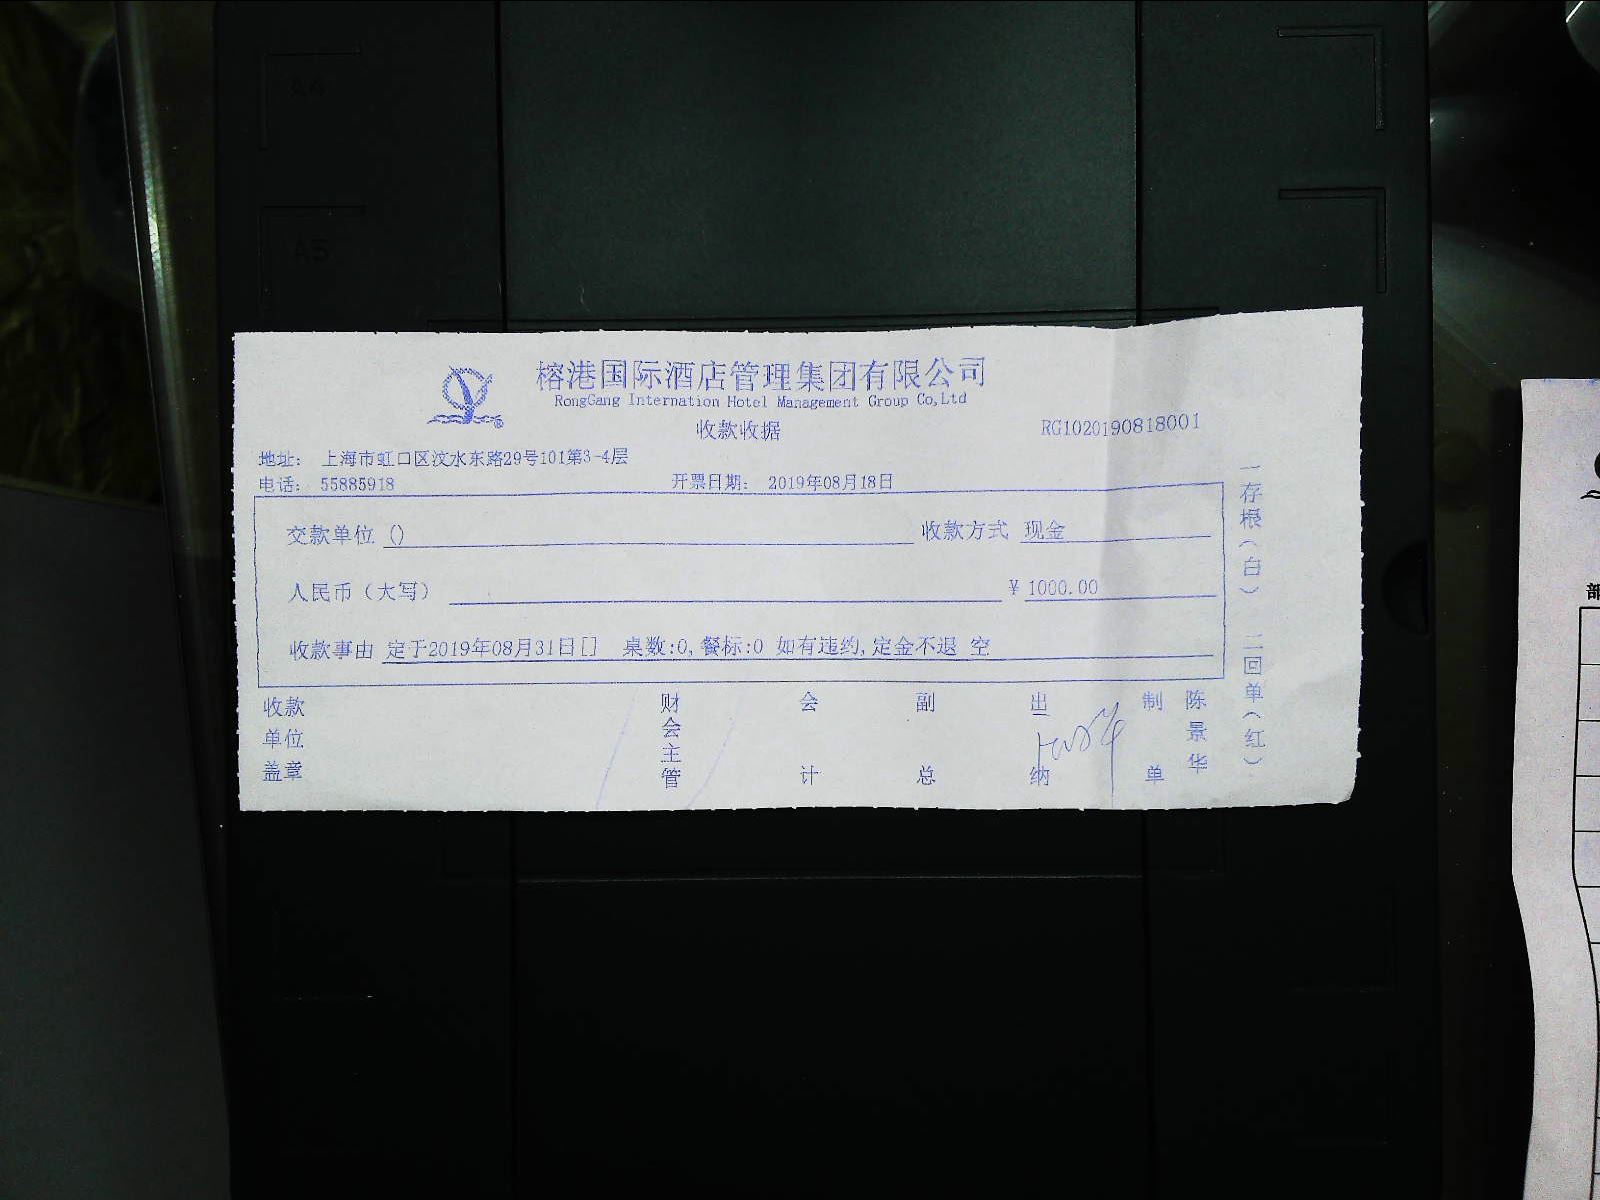 A4
A5
榕港国际酒店管理集团有限公司
RongGang Internation Hotel Management Group Co,Ltd
收款收据
RG1020190818001
地址： 上海市虹口区汶水东路29号101第3-4层
电话： 55885918 开票日期： 2019年08月18日
交款单位 () 收款方式 现金
人民币（大写） ￥ 1000.00
收款事由 定于2019年08月31日[] 桌数:0,餐标:0 如有违约,定金不退 空
收款单位盖章 财会主管 会计 副总 出纳 制单 陈景华
一存根（白） 二回单（红）
部